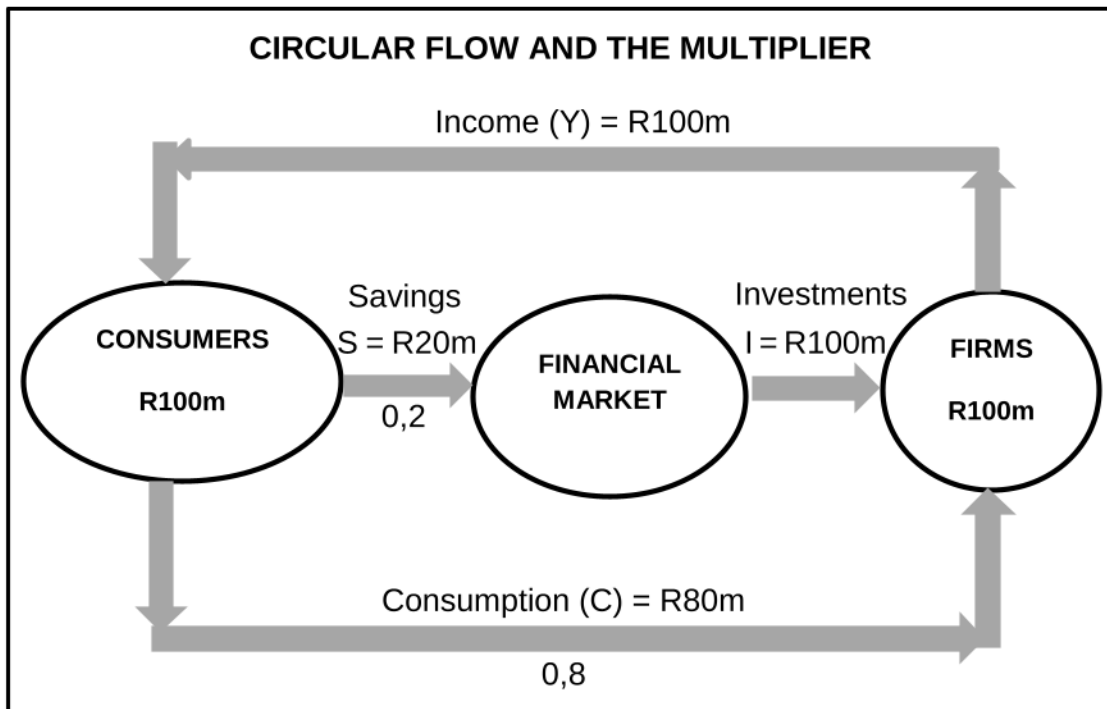 CIRCULAR FLOW AND THE MULTIPLIER
Income (Y) = R100m
CONSUMERS
R100m
Savings
S = R20m
0,2
FINANCIAL
MARKET
Investments
I = R100m
FIRMS
R100m
Consumption (C) = R80m
0,8